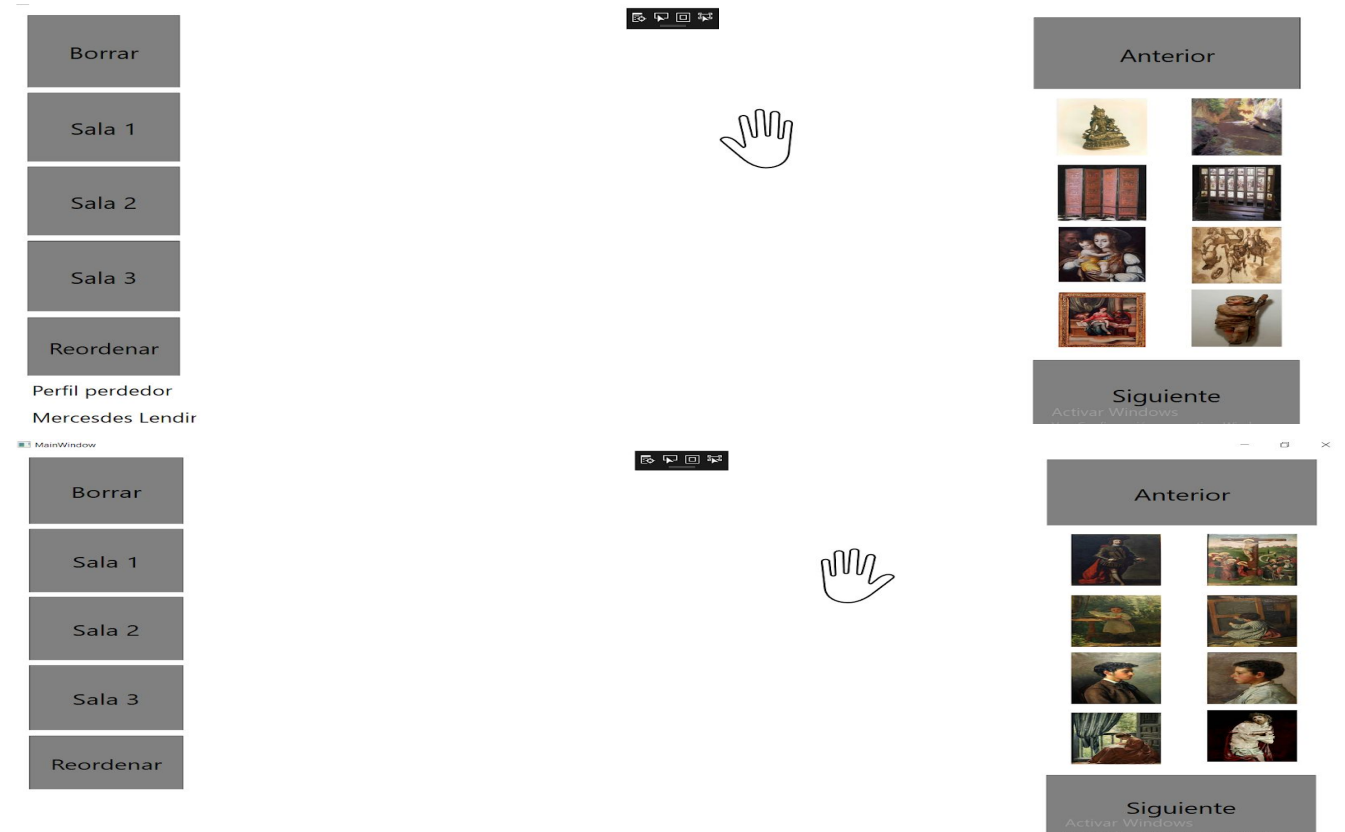 Borrar
Anterior
Sala 1
Sala 2
Sala 3
Reordenar
Perfil perdedor
Mercesdes Lendir
Siguiente
Activar Windows
MainWindow
Borrar
Anterior
Sala 1
Sala 2
Sala 3
Reordenar
Siguiente
Activar Windows